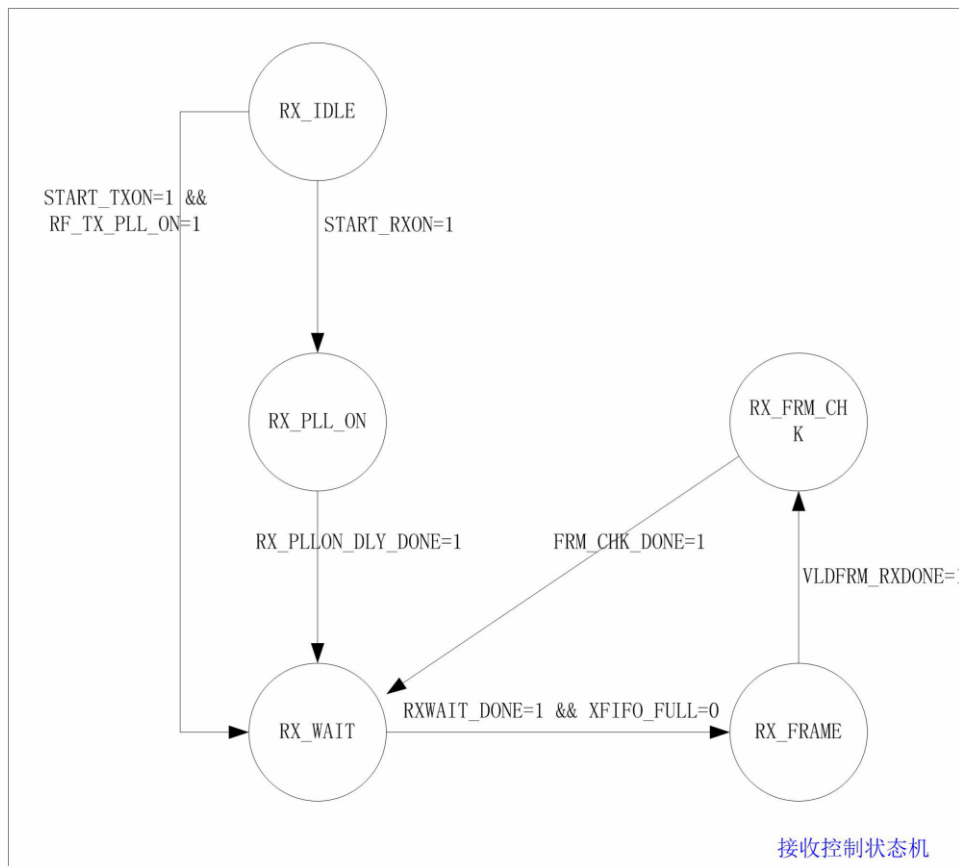 RX_IDLE
START_TXON=1 &&
RF_TX_PLL_ON=1
START_RXON=1
RX_PLL_ON
RX_FRM_CH
K
RX_PLLON_DLY_DONE=1
FRM_CHK_DONE=1
VLDFRM_RXDONE=1
RXWAIT_DONE=1 && XFIFO_FULL=0
RX_WAIT
RX_FRAME
接收控制状态机